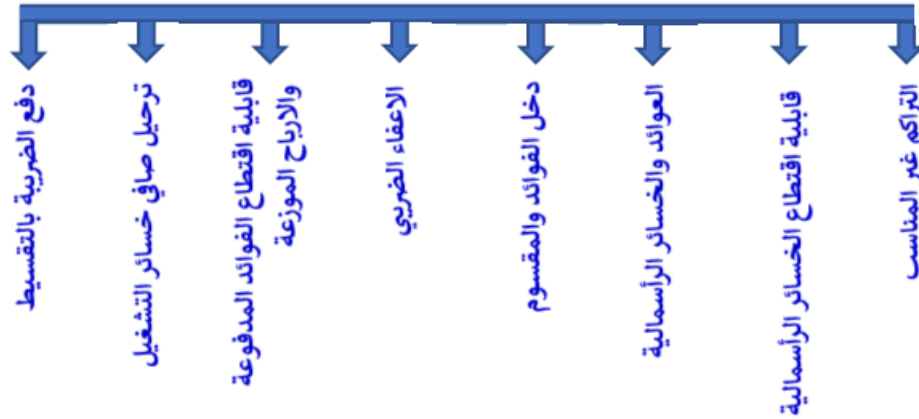 التراكم غير المناسب
قابلية اقتطاع الخسائر الرأسمالية
العوائد والخسائر الرأسمالية
دخل الفوائد والمقسوم
الاعفاء الضريبي
قابلية اقتطاع الفوائد المدفوعة
والارباح الموزعة
ترحيل صافي خسائر التشغيل
دفع الضريبة بالتقسيط